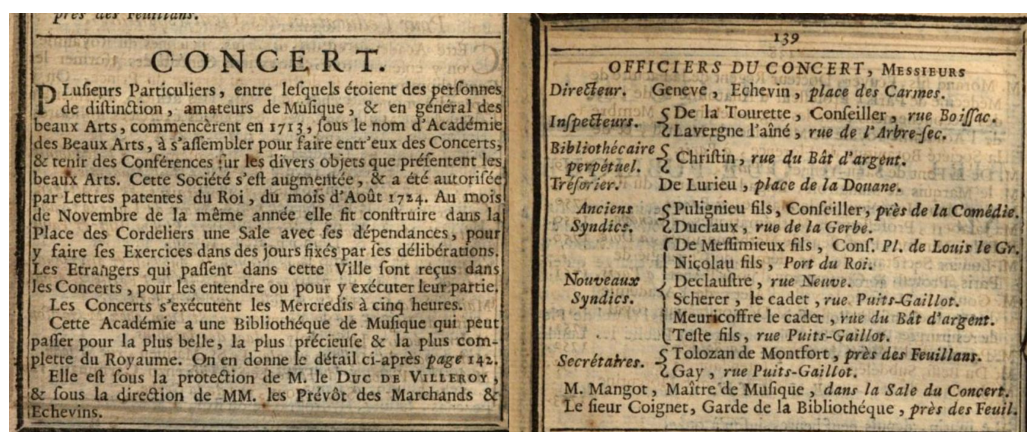 près des Feuillans.
CONCERT.
PLuſieurs Particuliers, entre leſquels étoient des perſonnes
de diſtinction, amateurs de Muſique, & en général des
beaux Arts, commencèrent en 1713, ſous le nom d'Académie
des Beaux Arts, à s'aſſembler pour faire entr'eux des Concerts,
& tenir des Conférences ſur les divers objets que préſentent les
beaux Arts. Cette Société s'eſt augmentée, & a été autoriſée
par Lettres patentes du Roi, du mois d'Août 1724. Au mois
de Novembre de la même année elle fit conſtruire dans la
Place des Cordeliers une Sale avec ſes dépendances, pour
y faire ſes Exercices dans des jours fixés par ſes délibérations.
Les Etrangers qui paſſent dans cette Ville ſont reçus dans
les Concerts, pour les entendre ou pour y exécuter leur partie.
Les Concerts s'exécutent les Mercredis à cinq heures.
Cette Académie a une Bibliothéque de Muſique qui peut
paſſer pour la plus belle, la plus précieuſe & la plus com-
plette du Royaume. On en donne le détail ci-après page 142.
Elle eſt ſous la protection de M. le DUC DE VILLEROY,
& ſous la direction de MM. les Prévôt des Marchands &
Echevins.
139
OFFICIERS DU CONCERT, MESSIEURS
Directeur. Geneve, Echevin, place des Carmes.
Inſpecteurs. De la Tourette, Conſeiller, rue Boiſſac.
Lavergne l'aîné, rue de l'Arbre-ſec.
Bibliothécaire perpétuel. Chriſtin, rue du Bât d'argent.
Tréſorier. De Lurieu, place de la Douane.
Anciens Syndics. Pulignieu fils, Conſeiller, près de la Comédie.
Duclaux, rue de la Gerbe.
Nouveaux Syndics. De Meſſimieux fils, Conſ. Pl. de Louis le Gr.
Nicolau fils, Port du Roi.
Declauſtre, rue Neuve.
Scherer, le cadet, rue Puits-Gaillot.
Meuricoffre le cadet, rue du Bât d'argent.
Teſte fils, rue Puits-Gaillot.
Secrétaires. Tolozan de Montfort, près des Feuillans.
Gay, rue Puits-Gaillot.
M. Mangot, Maître de Muſique, dans la Sale du Concert.
Le ſieur Coignet, Garde de la Bibliothéque, près des Feuil.